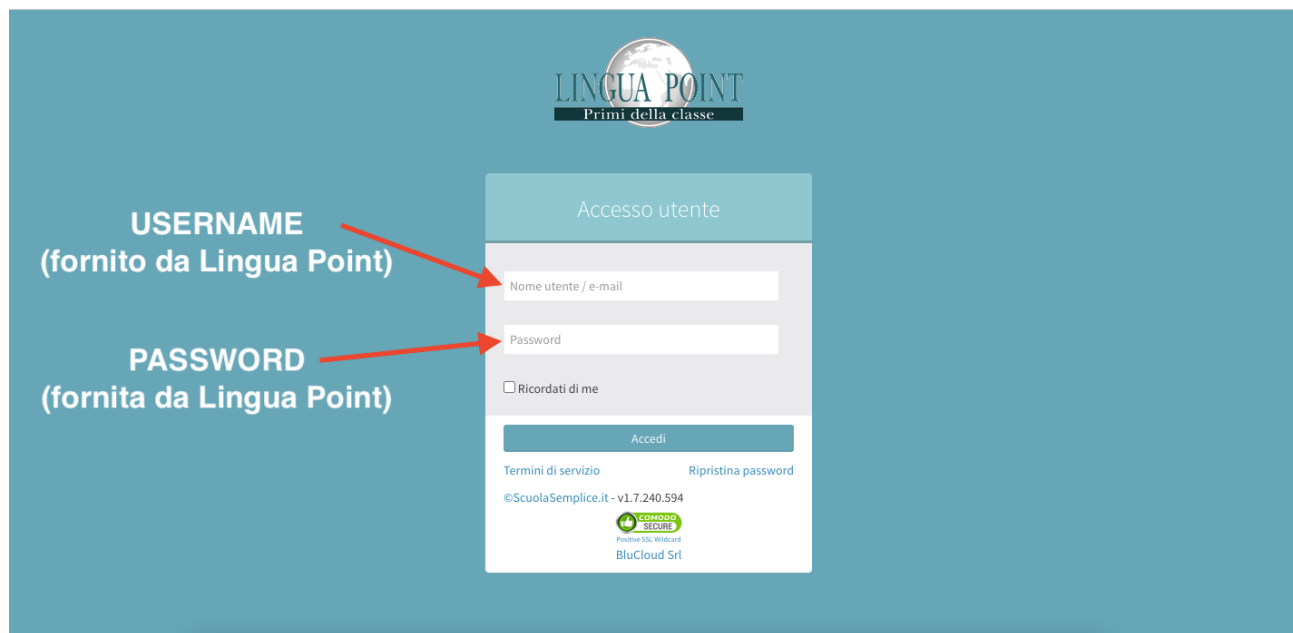 LINGUA POINT
Primi della classe
Accesso utente
USERNAME
(fornito da Lingua Point)
Nome utente / e-mail
PASSWORD
(fornita da Lingua Point)
Password
Ricordati di me
Accedi
Termini di servizio Ripristina password
©ScuolaSemplice.it - v1.7.240.594
COMODO
SECURE
Positive SSL Wildcard
BluCloud Srl